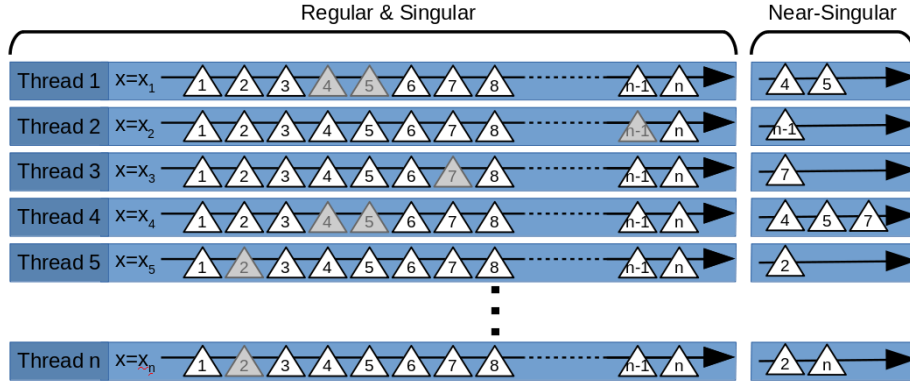 Regular & Singular Near-Singular
Thread 1 x=x1 1 2 3 4 5 6 7 8 n-1 n 4 5
Thread 2 x=x2 1 2 3 4 5 6 7 8 n-1 n n-1
Thread 3 x=x3 1 2 3 4 5 6 7 8 n-1 n 7
Thread 4 x=x4 1 2 3 4 5 6 7 8 n-1 n 4 5 7
Thread 5 x=x5 1 2 3 4 5 6 7 8 n-1 n 2
Thread n x=xn 1 2 3 4 5 6 7 8 n-1 n 2 n